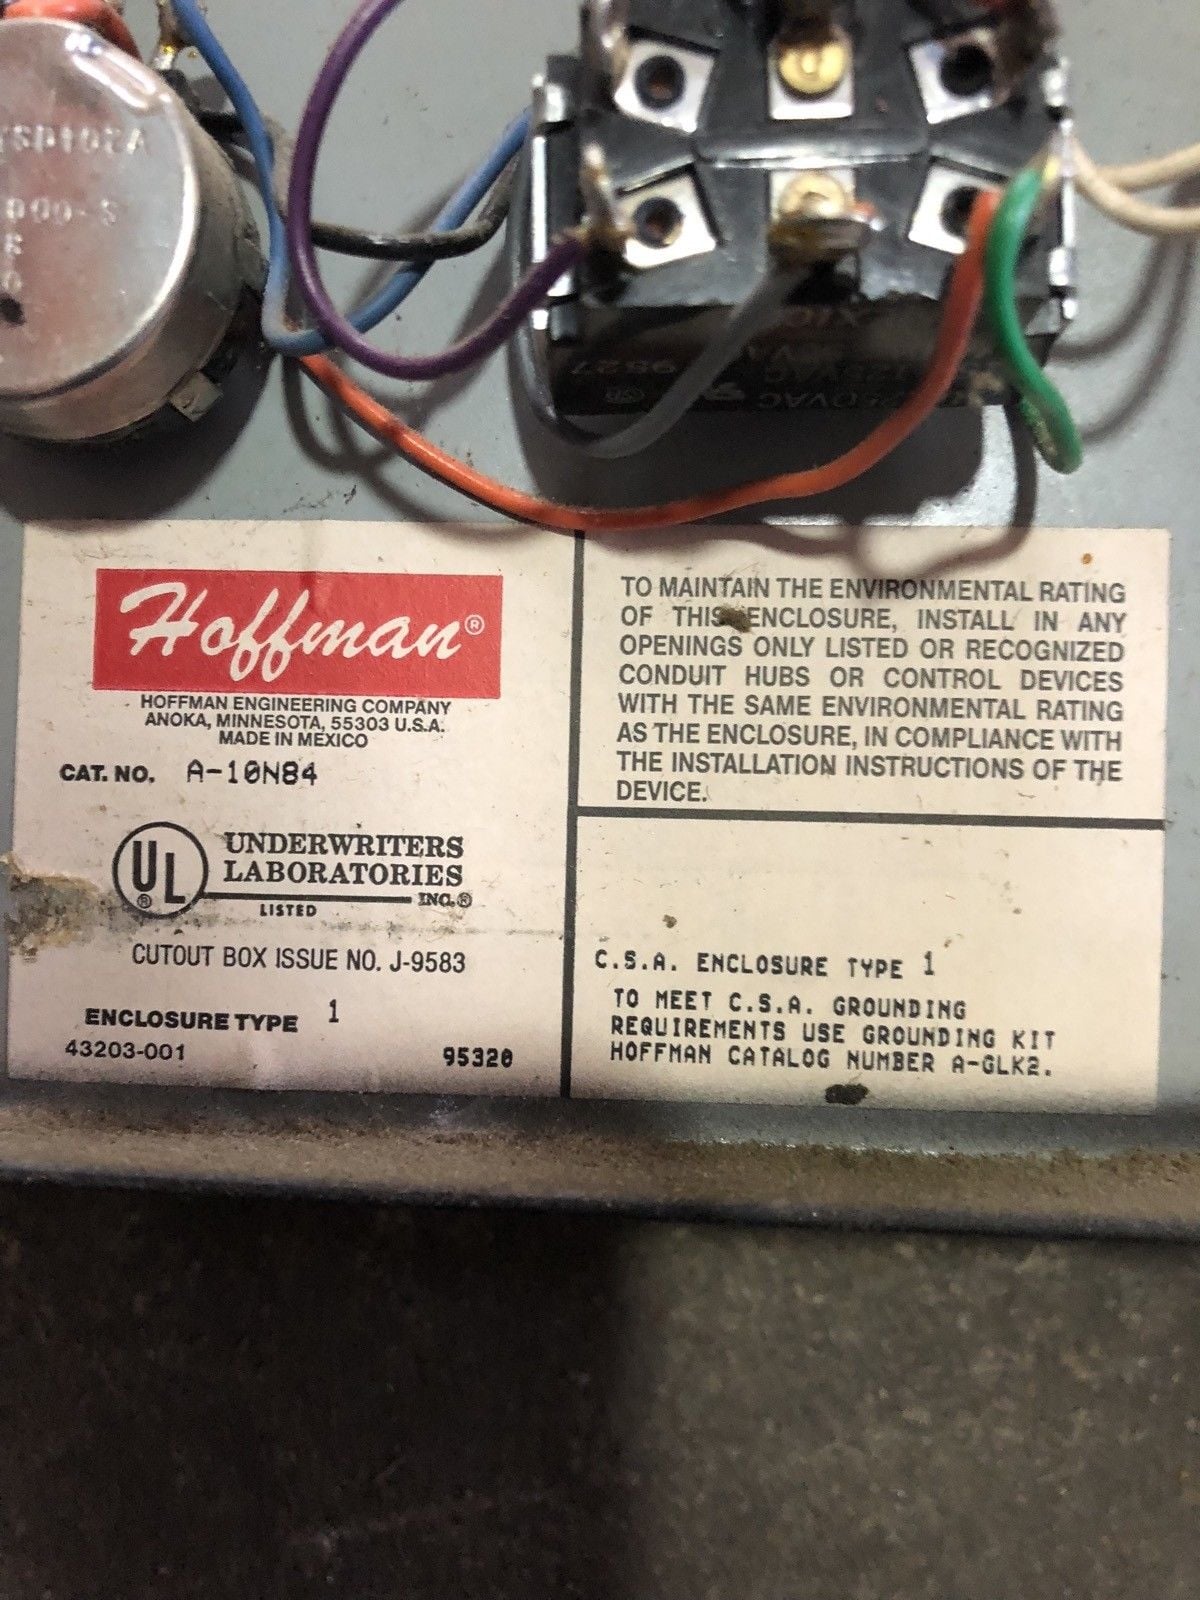 Hoffman®
HOFFMAN ENGINEERING COMPANY
ANOKA, MINNESOTA, 55303 U.S.A.
MADE IN MEXICO
CAT. NO. A-10N84
UL®
UNDERWRITERS
LABORATORIES
INC.®
LISTED
CUTOUT BOX ISSUE NO. J-9583
ENCLOSURE TYPE 1
43203-001 95320
TO MAINTAIN THE ENVIRONMENTAL RATING
OF THIS ENCLOSURE, INSTALL IN ANY
OPENINGS ONLY LISTED OR RECOGNIZED
CONDUIT HUBS OR CONTROL DEVICES
WITH THE SAME ENVIRONMENTAL RATING
AS THE ENCLOSURE, IN COMPLIANCE WITH
THE INSTALLATION INSTRUCTIONS OF THE
DEVICE.
C.S.A. ENCLOSURE TYPE 1
TO MEET C.S.A. GROUNDING
REQUIREMENTS USE GROUNDING KIT
HOFFMAN CATALOG NUMBER A-GLK2.
9527
125VAC